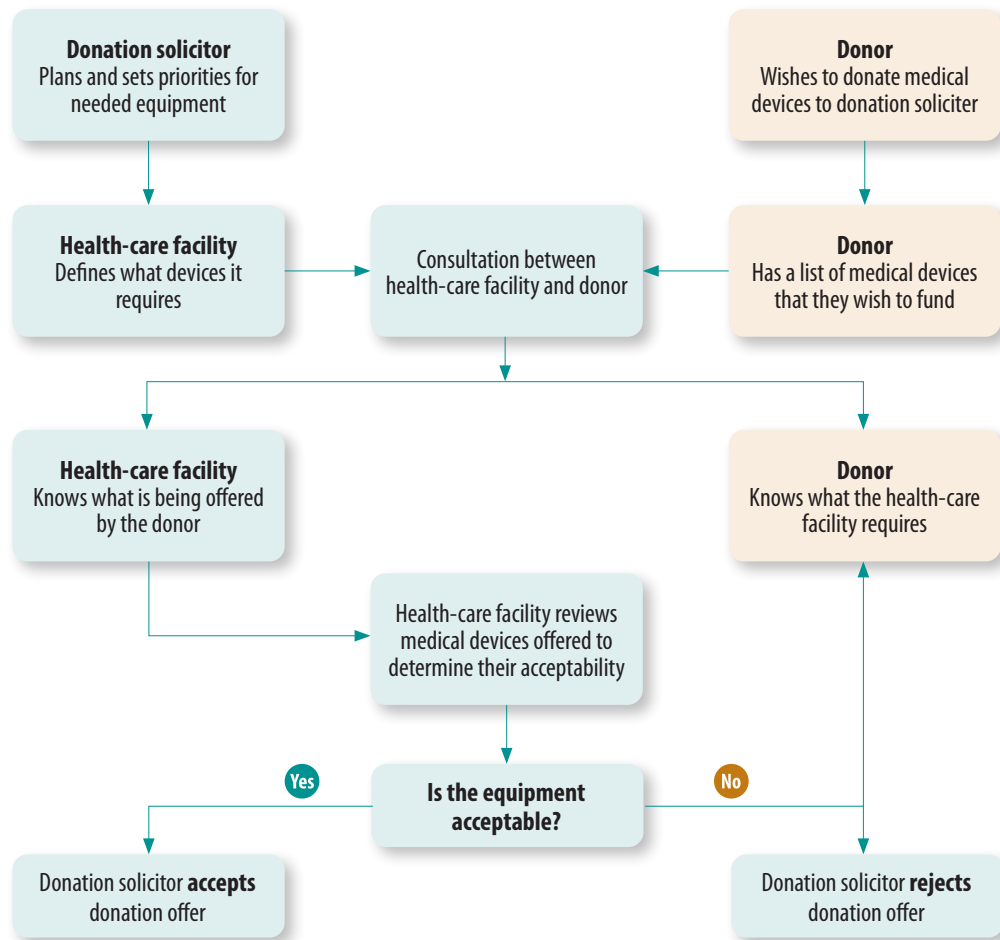 Donation solicitor
Plans and sets priorities for
needed equipment
Donor
Wishes to donate medical
devices to donation soliciter
Health-care facility
Defines what devices it
requires
Consultation between
health-care facility and donor
Donor
Has a list of medical devices
that they wish to fund
Health-care facility
Knows what is being offered
by the donor
Donor
Knows what the health-care
facility requires
Health-care facility reviews
medical devices offered to
determine their acceptability
Yes
Is the equipment
acceptable?
No
Donation solicitor accepts
donation offer
Donation solicitor rejects
donation offer